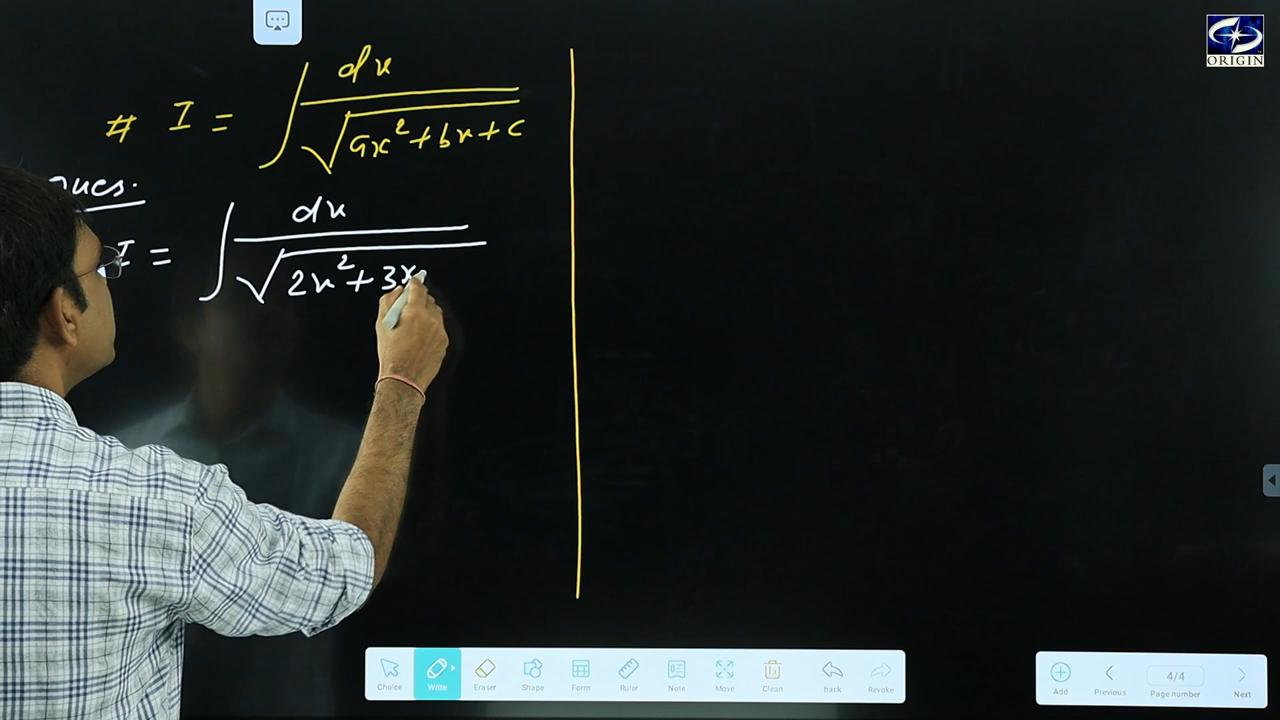 # I = ∫ dx / √(ax² + bx + c)
ques.
I = ∫ dx / √(2x² + 3x
ORIGIN
Choice Write Eraser Shape Form Ruler Note Move Clean back Revoke
Add Previous 4/4 Page number Next